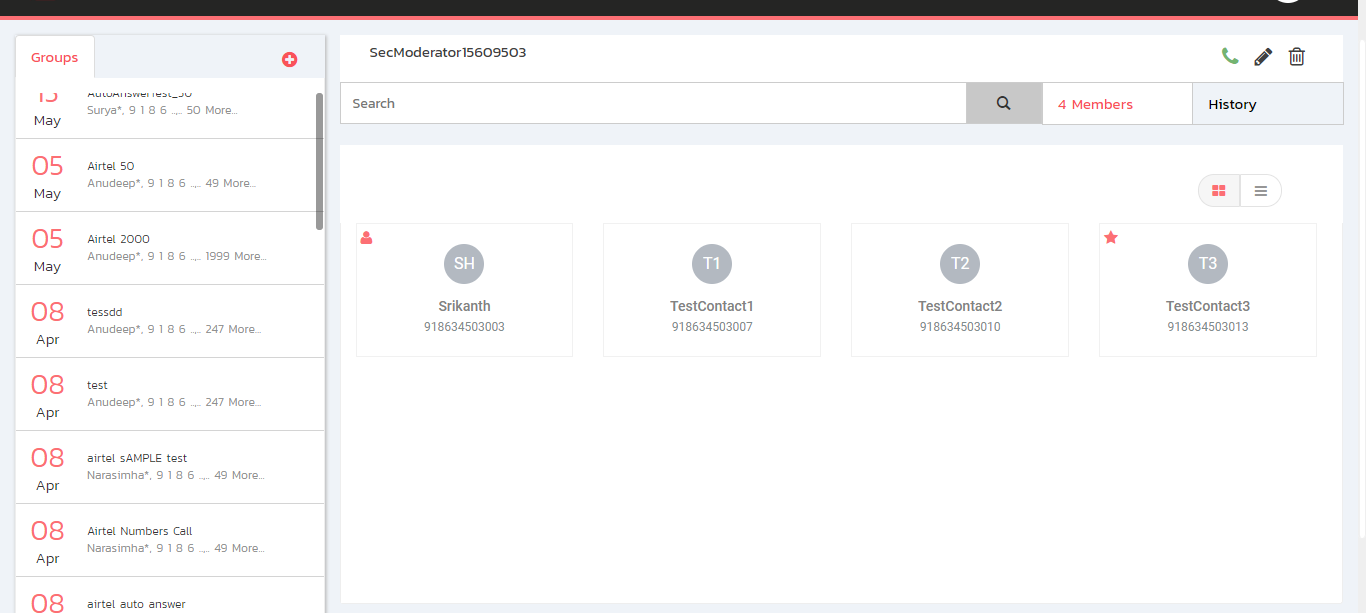 Groups
AutoAnswerTest_50
Surya*, 9 1 8 6 ..,.. 50 More...
May
05
Airtel 50
Anudeep*, 9 1 8 6 ..,.. 49 More...
May
05
Airtel 2000
Anudeep*, 9 1 8 6 ..,.. 1999 More...
May
08
tessdd
Anudeep*, 9 1 8 6 ..,.. 247 More...
Apr
08
test
Anudeep*, 9 1 8 6 ..,.. 247 More...
Apr
08
airtel sAMPLE test
Narasimha*, 9 1 8 6 ..,.. 49 More...
Apr
08
Airtel Numbers Call
Narasimha*, 9 1 8 6 ..,.. 49 More...
Apr
08
airtel auto answer
SecModerator15609503
Search
4 Members
History
SH
Srikanth
918634503003
T1
TestContact1
918634503007
T2
TestContact2
918634503010
T3
TestContact3
918634503013